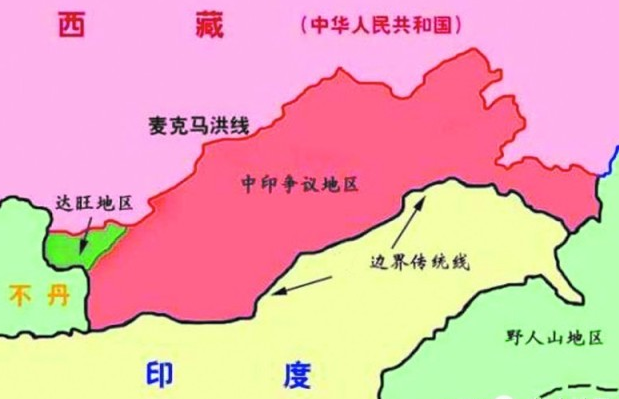 西 藏 (中华人民共和国)
麦克马洪线
中印争议地区
达旺地区
边界传统线
不丹
野人山地区
印 度